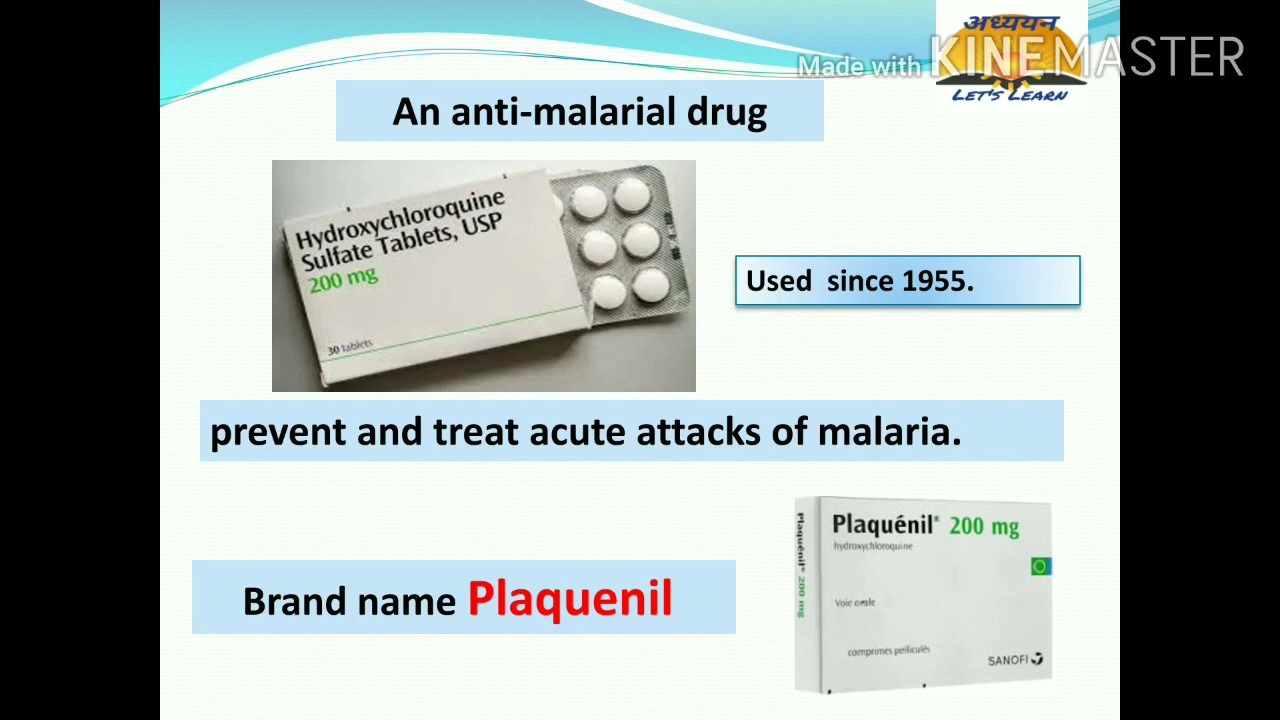 अध्ययन
Made with KINEMASTER
LET'S LEARN
An anti-malarial drug
Hydroxychloroquine
Sulfate Tablets, USP
200 mg
30 tablets
Used since 1955.
prevent and treat acute attacks of malaria.
Brand name Plaquenil
Plaquénil® 200 mg
Plaquénil® 200 mg
hydroxychloroquine
Voie orale
comprimés pelliculés
SANOFI